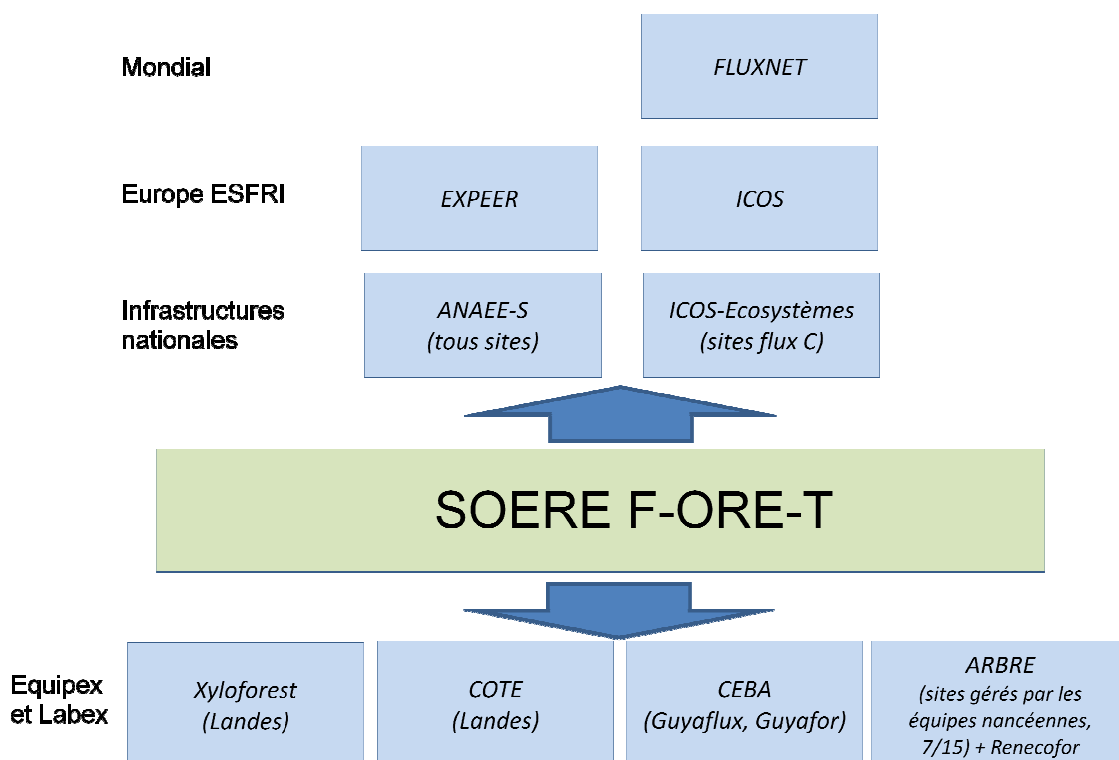 Mondial
FLUXNET
Europe ESFRI
EXPEER
ICOS
Infrastructures
nationales
ANAEE-S
(tous sites)
ICOS-Ecosystèmes
(sites flux C)
SOERE F-ORE-T
Equipex
et Labex
Xyloforest
(Landes)
COTE
(Landes)
CEBA
(Guyaflux, Guyafor)
ARBRE
(sites gérés par les
équipes nancéennes,
7/15) + Renecofor